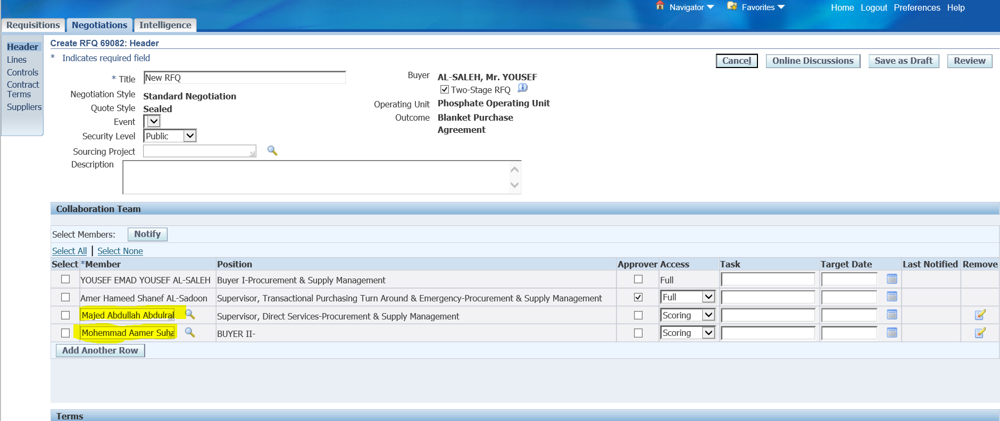 Navigator Favorites Home Logout Preferences Help
Requisitions Negotiations Intelligence
Header
Lines
Controls
Contract
Terms
Suppliers
Create RFQ 69082: Header
* Indicates required field
Cancel Online Discussions Save as Draft Review
* Title New RFQ
Negotiation Style Standard Negotiation
Quote Style Sealed
Event
Security Level Public
Sourcing Project
Description
Buyer AL-SALEH, Mr. YOUSEF
Two-Stage RFQ
Operating Unit Phosphate Operating Unit
Outcome Blanket Purchase
Agreement
Collaboration Team
Select Members: Notify
Select All | Select None
Select *Member Position Approver Access Task Target Date Last Notified Remove
YOUSEF EMAD YOUSEF AL-SALEH Buyer I-Procurement & Supply Management Full
Amer Hameed Shanef AL-Sadoon Supervisor, Transactional Purchasing Turn Around & Emergency-Procurement & Supply Management Full
Majed Abdullah Abdulral Supervisor, Direct Services-Procurement & Supply Management Scoring
Mohemmad Aamer Suha BUYER II- Scoring
Add Another Row
Terms